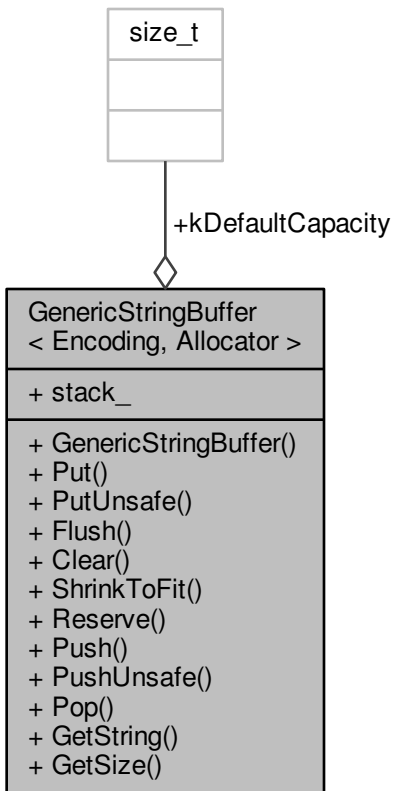 size_t
+kDefaultCapacity
GenericStringBuffer
< Encoding, Allocator >
+ stack_
+ GenericStringBuffer()
+ Put()
+ PutUnsafe()
+ Flush()
+ Clear()
+ ShrinkToFit()
+ Reserve()
+ Push()
+ PushUnsafe()
+ Pop()
+ GetString()
+ GetSize()